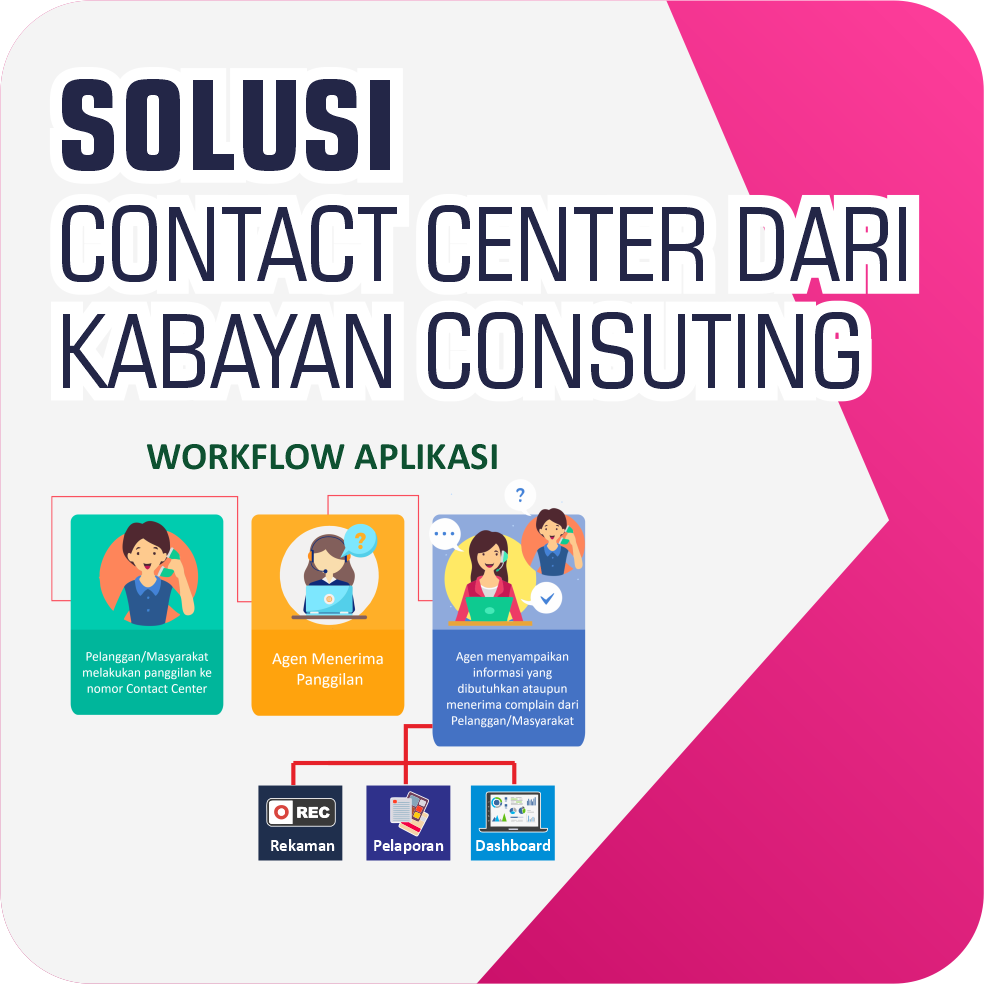 SOLUSI
CONTACT CENTER DARI
KABAYAN CONSUTING
WORKFLOW APLIKASI
?
?
Pelanggan/Masyarakat
melakukan panggilan ke
nomor Contact Center
Agen Menerima
Panggilan
Agen menyampaikan
informasi yang
dibutuhkan ataupun
menerima complain dari
Pelanggan/Masyarakat
REC
Rekaman
Pelaporan
Dashboard